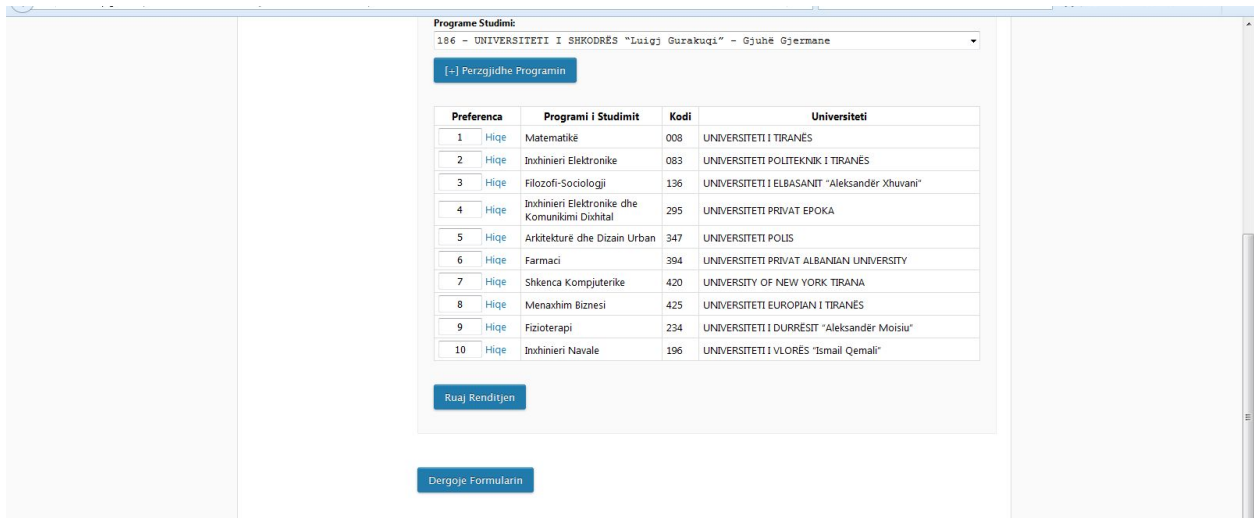 Programe Studimi:
186 - UNIVERSITETI I SHKODRËS "Luigj Gurakuqi" - Gjuhë Gjermane
[+] Perzgjidhe Programin
Preferenca Programi i Studimit Kodi Universiteti
1 Hiqe Matematikë 008 UNIVERSITETI I TIRANËS
2 Hiqe Inxhinieri Elektronike 083 UNIVERSITETI POLITEKNIK I TIRANËS
3 Hiqe Filozofi-Sociologji 136 UNIVERSITETI I ELBASANIT "Aleksandër Xhuvani"
4 Hiqe Inxhinieri Elektronike dhe
Komunikimi Dixhital 295 UNIVERSITETI PRIVAT EPOKA
5 Hiqe Arkitekturë dhe Dizain Urban 347 UNIVERSITETI POLIS
6 Hiqe Farmaci 394 UNIVERSITETI PRIVAT ALBANIAN UNIVERSITY
7 Hiqe Shkenca Kompjuterike 420 UNIVERSITY OF NEW YORK TIRANA
8 Hiqe Menaxhim Biznesi 425 UNIVERSITETI EUROPIAN I TIRANËS
9 Hiqe Fizioterapi 234 UNIVERSITETI I DURRËSIT "Aleksandër Moisiu"
10 Hiqe Inxhinieri Navale 196 UNIVERSITETI I VLORËS "Ismail Qemali"
Ruaj Renditjen
Dergoje Formularin